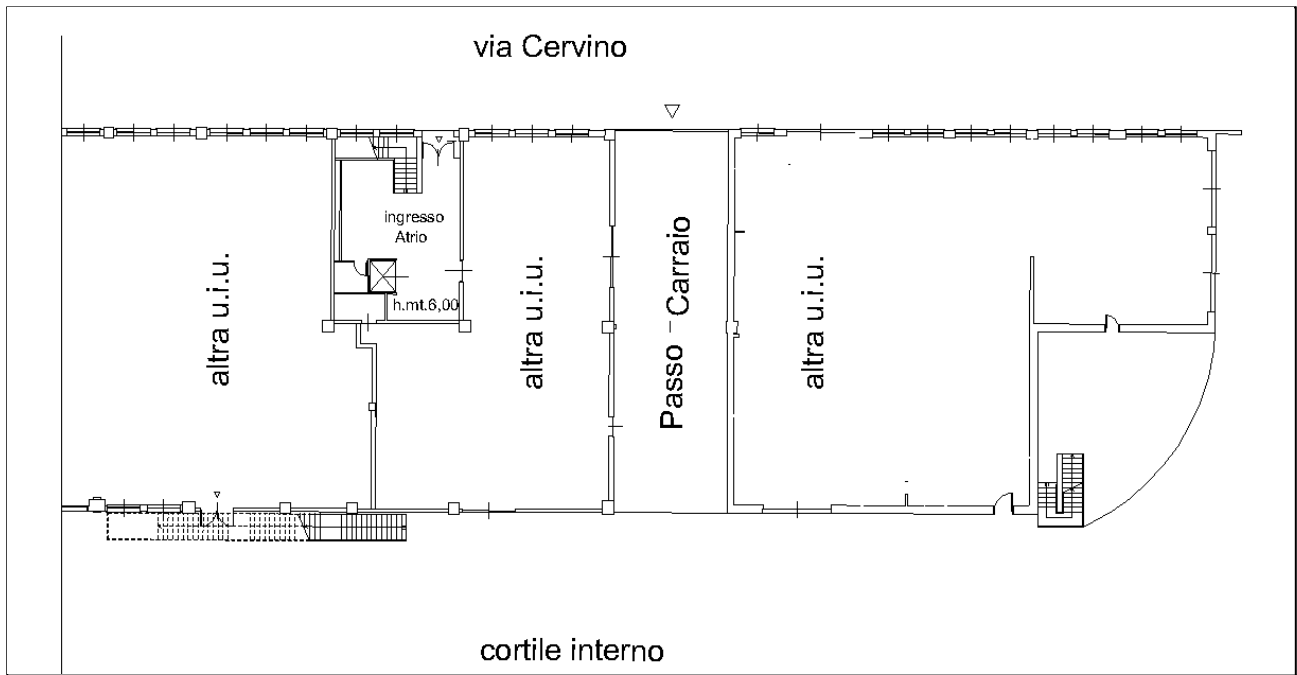 via Cervino
ingresso
Atrio
h.mt.6,00
altra u.i.u.
altra u.i.u.
Passo - Carraio
altra u.i.u.
cortile interno